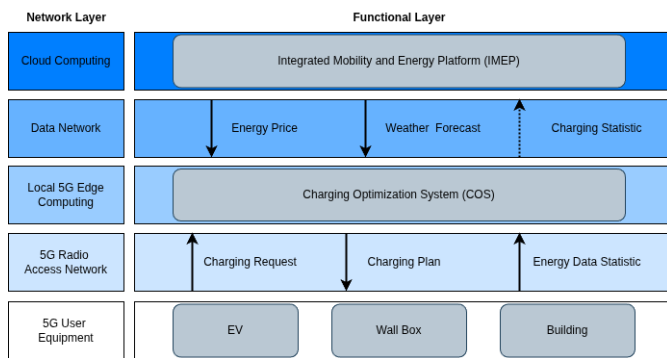 Network Layer
Functional Layer
Cloud Computing
Integrated Mobility and Energy Platform (IMEP)
Data Network
Energy Price
Weather Forecast
Charging Statistic
Local 5G Edge
Computing
Charging Optimization System (COS)
5G Radio
Access Network
Charging Request
Charging Plan
Energy Data Statistic
5G User
Equipment
EV
Wall Box
Building